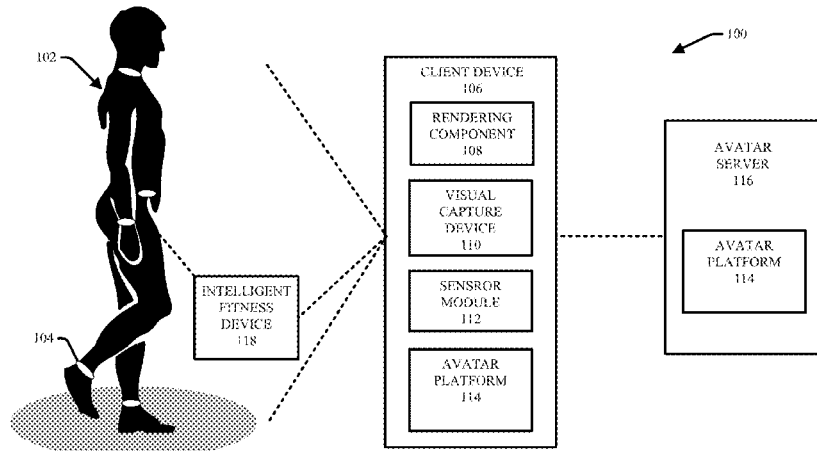 100
102
CLIENT DEVICE
106
RENDERING
COMPONENT
108
VISUAL
CAPTURE
DEVICE
110
SENSROR
MODULE
112
AVATAR
PLATFORM
114
AVATAR
SERVER
116
AVATAR
PLATFORM
114
INTELLIGENT
FITNESS
DEVICE
118
104